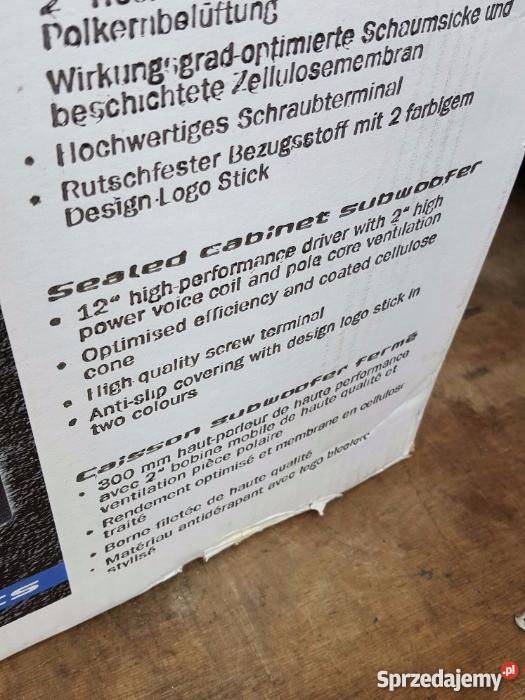 Polkernbelüftung
Wirkungsgrad-optimierte Schaumsicke und
beschichtete Zellulosemembran
• Hochwertiges Schraubterminal
• Rutschfester Bezugsstoff mit 2 farbigem
Design-Logo Stick
Sealed cabinet subwoofer
• 12" high-performance driver with 2" high
power voice coil and pole core ventilation
• Optimised efficiency and coated cellulose
cone
• High quality screw terminal
• Anti-slip covering with design logo stick in
two colours
Caisson subwoofer fermé
• 300 mm haut-porleur de haute performance
avec 2" bobine mobile de haute qualité et
ventilation pièce polaire
• Rendement optimisé et membrane en cellulose
traité
• Borne filetée de haute qualité
• Matériau antidérapant avec logo bicolore
stylisé
Sprzedajemy.pl